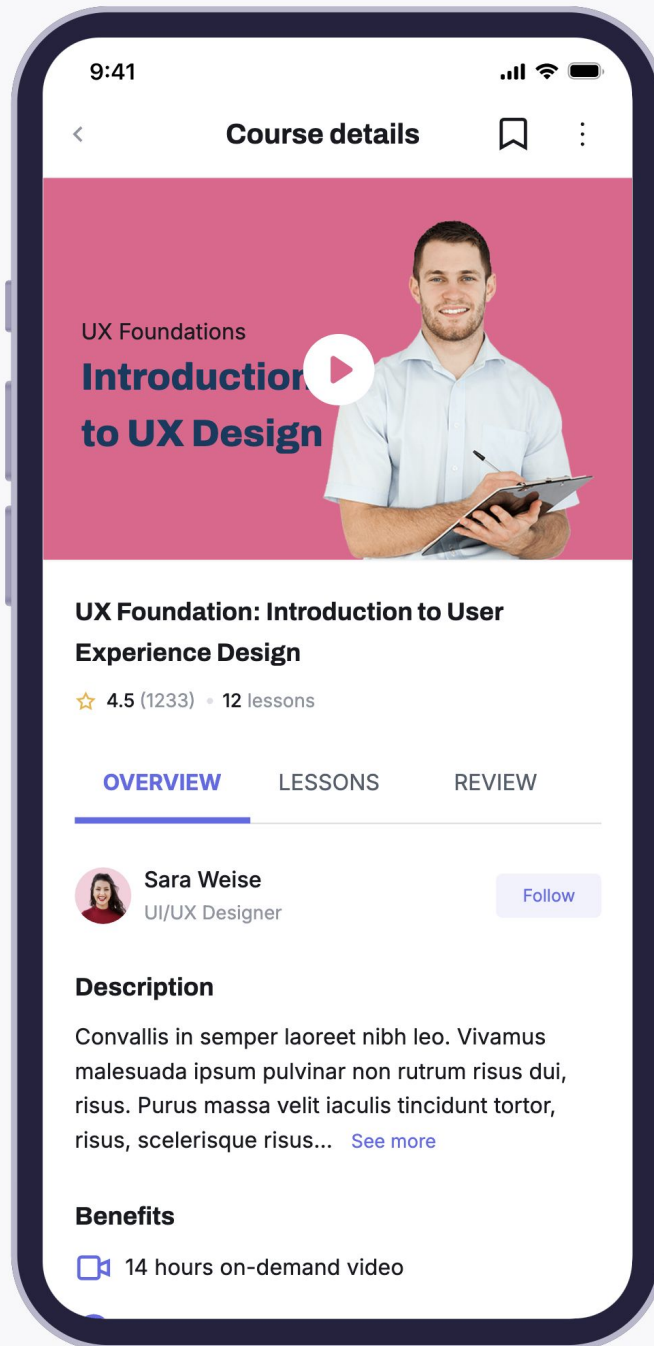 9:41
Course details
UX Foundations
Introduction
to UX Design
UX Foundation: Introduction to User
Experience Design
4.5 (1233) • 12 lessons
OVERVIEW LESSONS REVIEW
Sara Weise
UI/UX Designer
Follow
Description
Convallis in semper laoreet nibh leo. Vivamus
malesuada ipsum pulvinar non rutrum risus dui,
risus. Purus massa velit iaculis tincidunt tortor,
risus, scelerisque risus... See more
Benefits
14 hours on-demand video